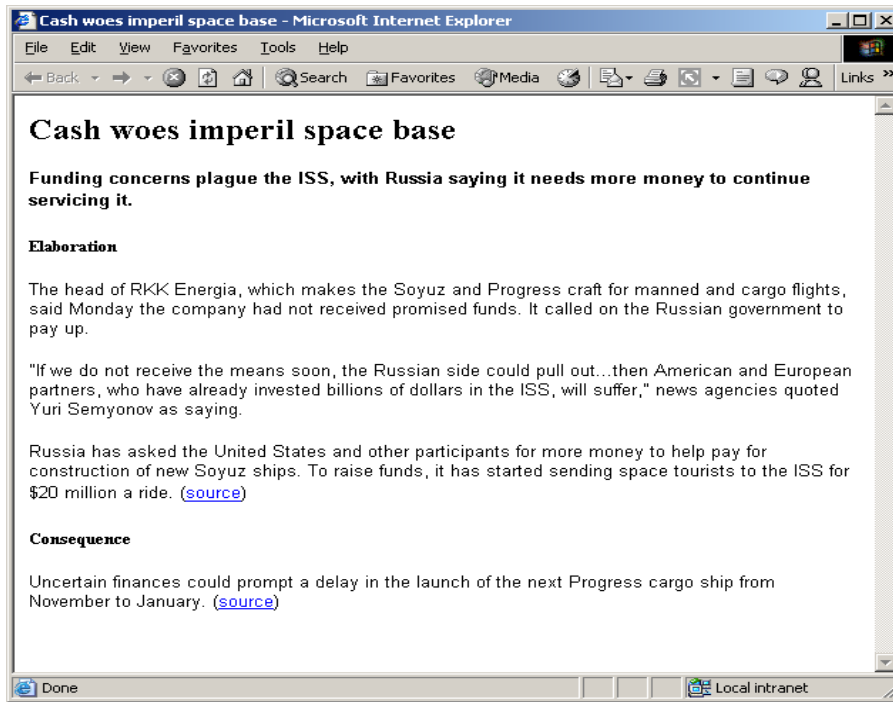 Cash woes imperil space base - Microsoft Internet Explorer
File Edit View Favorites Tools Help
Back Search Favorites Media Links »
Cash woes imperil space base
Funding concerns plague the ISS, with Russia saying it needs more money to continue
servicing it.
Elaboration
The head of RKK Energia, which makes the Soyuz and Progress craft for manned and cargo flights,
said Monday the company had not received promised funds. It called on the Russian government to
pay up.
"If we do not receive the means soon, the Russian side could pull out...then American and European
partners, who have already invested billions of dollars in the ISS, will suffer," news agencies quoted
Yuri Semyonov as saying.
Russia has asked the United States and other participants for more money to help pay for
construction of new Soyuz ships. To raise funds, it has started sending space tourists to the ISS for
$20 million a ride. (source)
Consequence
Uncertain finances could prompt a delay in the launch of the next Progress cargo ship from
November to January. (source)
Done Local intranet